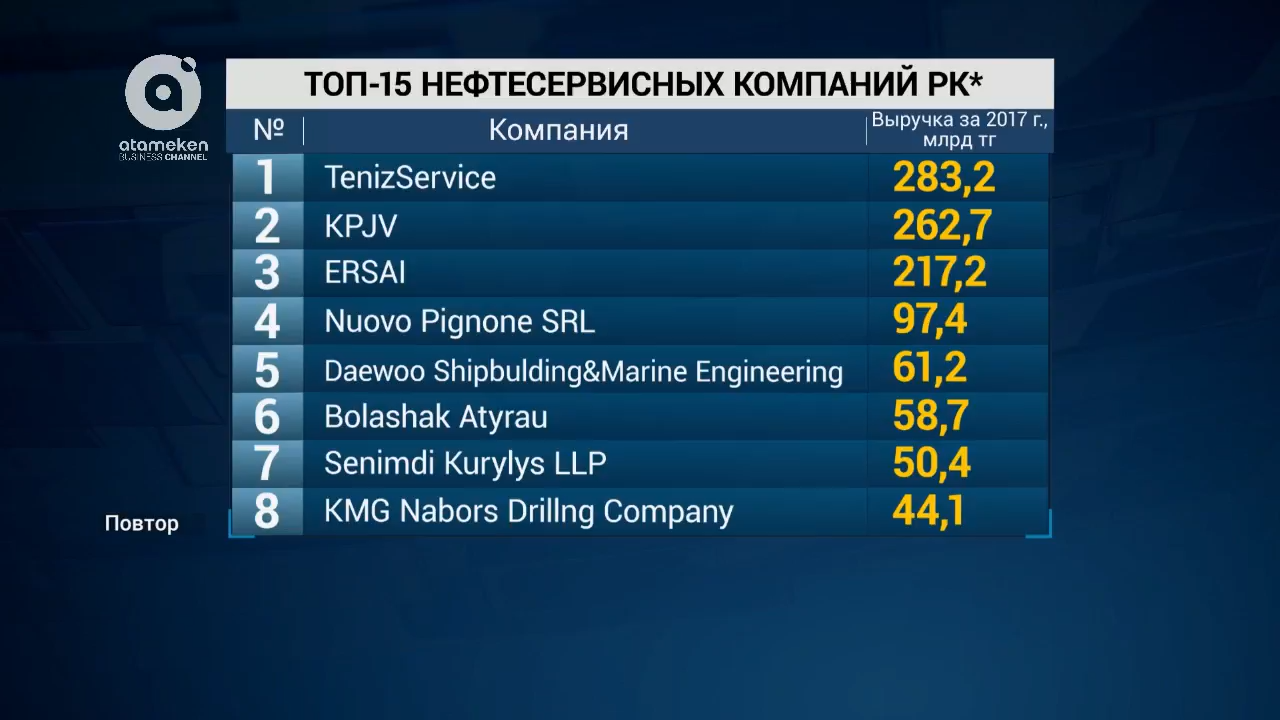 ТОП-15 НЕФТЕСЕРВИСНЫХ КОМПАНИЙ РК*
atameken
BUSINESS CHANNEL
№ Компания Выручка за 2017 г., млрд тг
1 TenizService 283,2
2 KPJV 262,7
3 ERSAI 217,2
4 Nuovo Pignone SRL 97,4
5 Daewoo Shipbulding&Marine Engineering 61,2
6 Bolashak Atyrau 58,7
7 Senimdi Kurylys LLP 50,4
8 KMG Nabors Drillng Company 44,1
Повтор